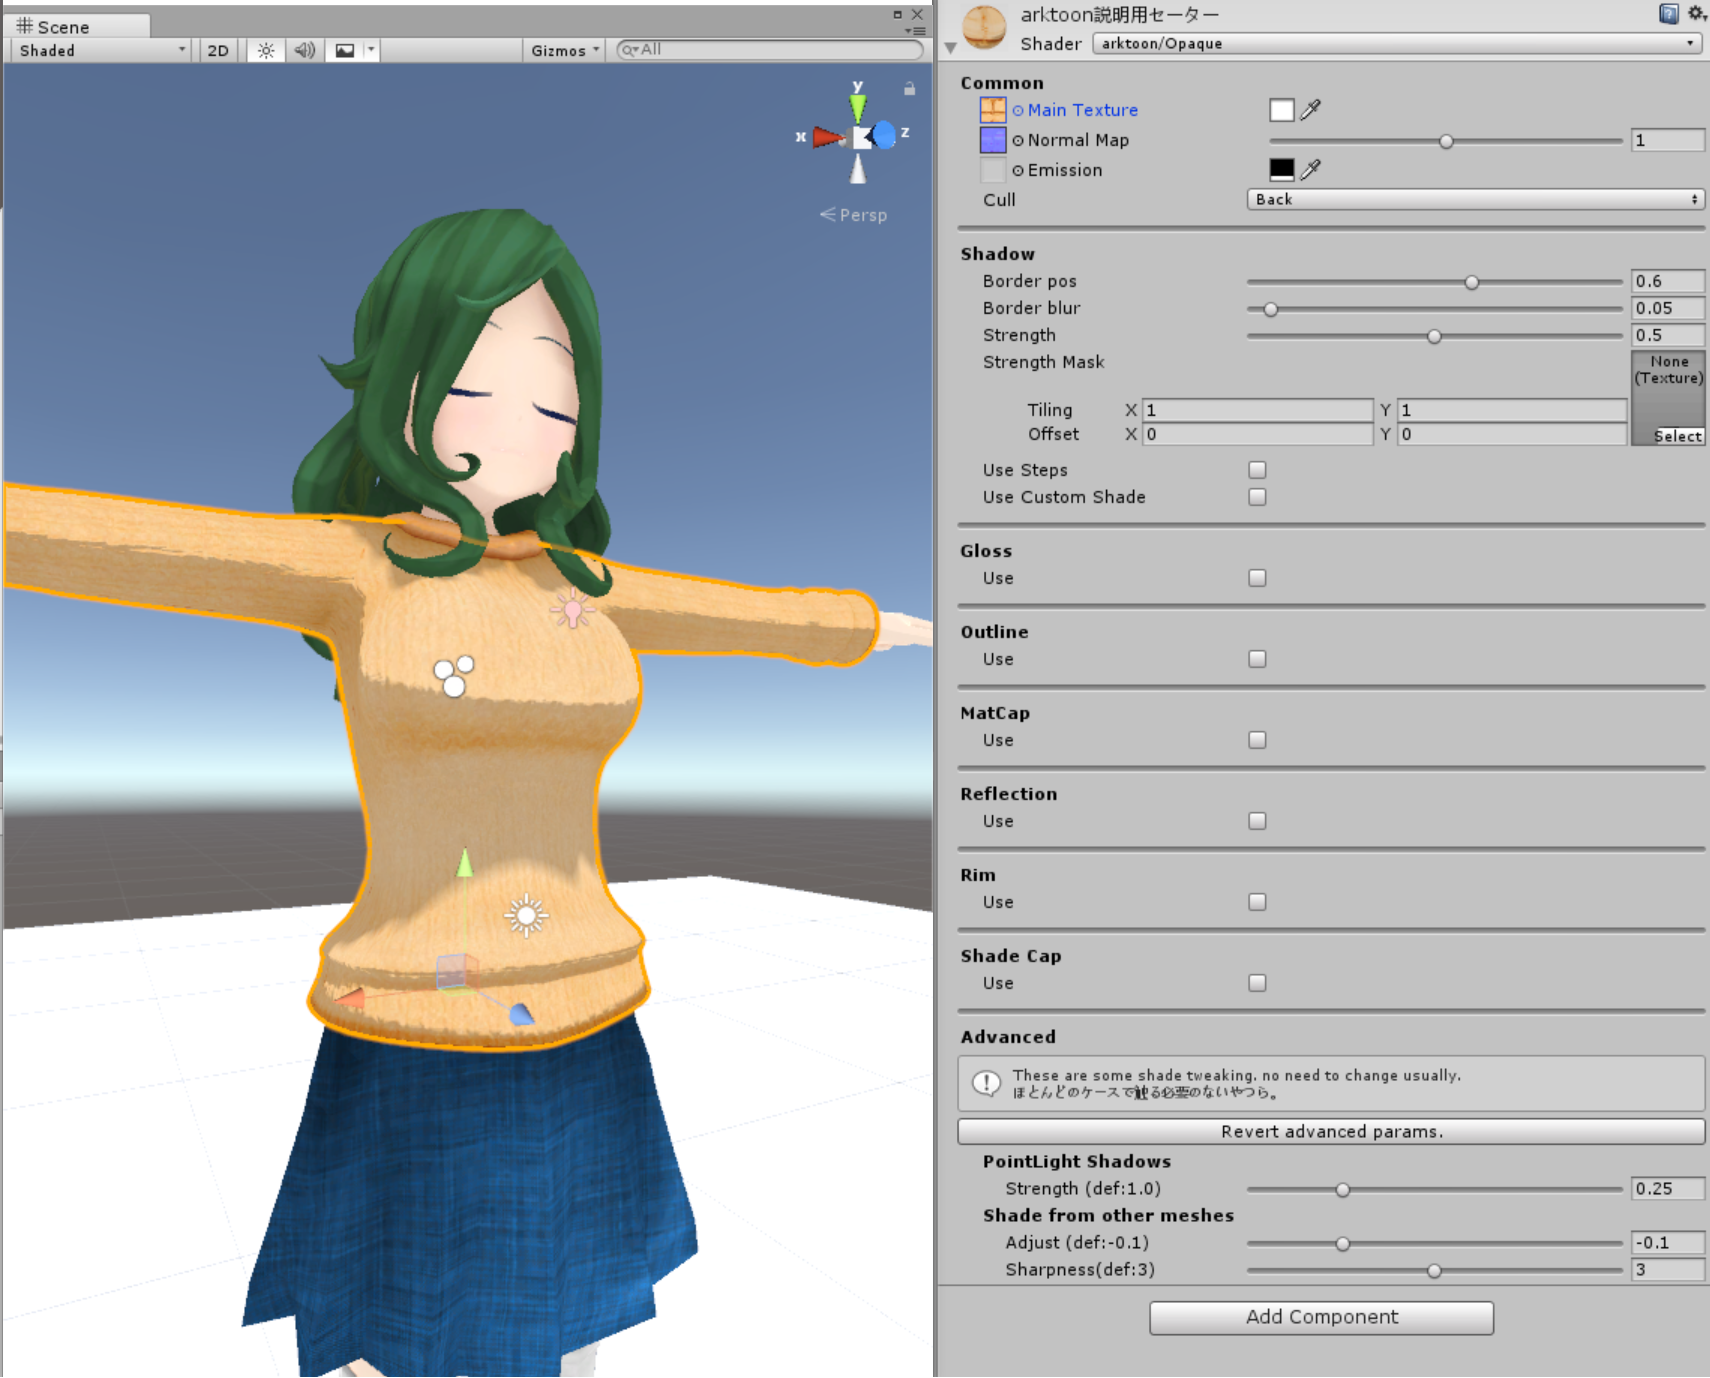 Scene
Shaded 2D Gizmos All
y
x z
Persp
arktoon説明用セーター
Shader arktoon/Opaque
Common
Main Texture
Normal Map 1
Emission
Cull Back
Shadow
Border pos 0.6
Border blur 0.05
Strength 0.5
Strength Mask None
(Texture)
Tiling X 1 Y 1
Offset X 0 Y 0
Select
Use Steps
Use Custom Shade
Gloss
Use
Outline
Use
MatCap
Use
Reflection
Use
Rim
Use
Shade Cap
Use
Advanced
These are some shade tweaking. no need to change usually.
ほとんどのケースで触る必要のないやつら。
Revert advanced params.
PointLight Shadows
Strength (def:1.0) 0.25
Shade from other meshes
Adjust (def:-0.1) -0.1
Sharpness(def:3) 3
Add Component